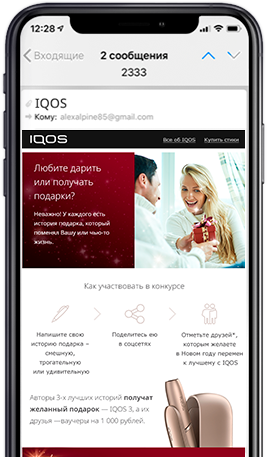 12:28
Входящие
2 сообщения
2333
IQOS
Кому: alexalpine85@gmail.com
IQOS
Все об IQOS
Купить стики
Любите дарить
или получать
подарки?
Неважно! У каждого есть
история подарка, который
поменял Вашу или чью-то
жизнь.
Как участвовать в конкурсе
Напишите свою
историю подарка –
смешную,
трогательную
или удивительную
Поделитесь ею
в соцсетях
Отметьте друзей*,
которым желаете
в Новом году перемен
к лучшему с IQOS
Авторы 3-х лучших историй получат
желанный подарок — IQOS 3, а их
друзья —ваучеры на 1 000 рублей.